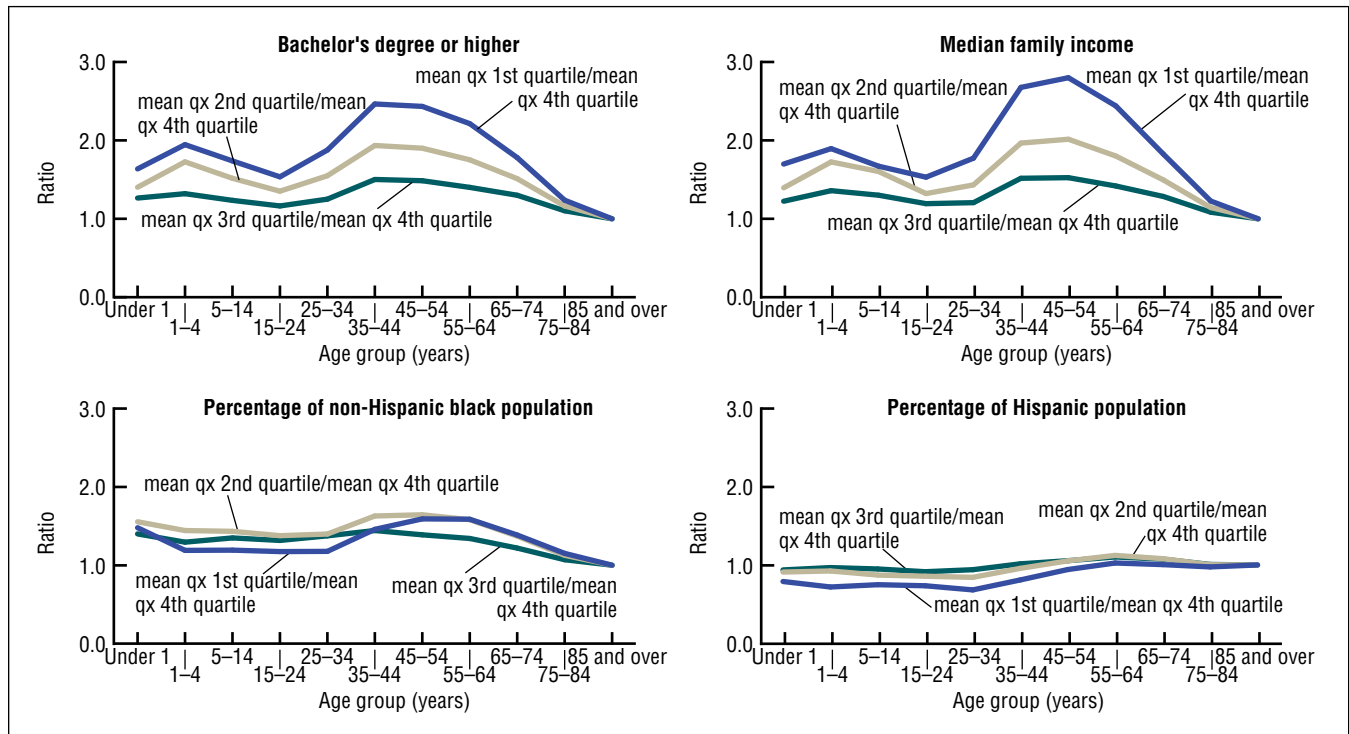 Bachelor's degree or higher
3.0
2.0
1.0
0.0
Ratio
mean qx 1st quartile/mean
qx 4th quartile
mean qx 2nd quartile/mean
qx 4th quartile
mean qx 3rd quartile/mean qx 4th quartile
Under 1 5–14 25–34 45–54 65–74 85 and over
1–4 15–24 35–44 55–64 75–84
Age group (years)
Median family income
3.0
2.0
1.0
0.0
Ratio
mean qx 2nd quartile/mean
qx 4th quartile
mean qx 1st quartile/mean
qx 4th quartile
mean qx 3rd quartile/mean qx 4th quartile
Under 1 5–14 25–34 45–54 65–74 85 and over
1–4 15–24 35–44 55–64 75–84
Age group (years)
Percentage of non-Hispanic black population
3.0
2.0
1.0
0.0
Ratio
mean qx 2nd quartile/mean qx 4th quartile
mean qx 1st quartile/mean
qx 4th quartile
mean qx 3rd quartile/mean
qx 4th quartile
Under 1 5–14 25–34 45–54 65–74 85 and over
1–4 15–24 35–44 55–64 75–84
Age group (years)
Percentage of Hispanic population
3.0
2.0
1.0
0.0
Ratio
mean qx 3rd quartile/mean
qx 4th quartile
mean qx 2nd quartile/mean
qx 4th quartile
mean qx 1st quartile/mean qx 4th quartile
Under 1 5–14 25–34 45–54 65–74 85 and over
1–4 15–24 35–44 55–64 75–84
Age group (years)